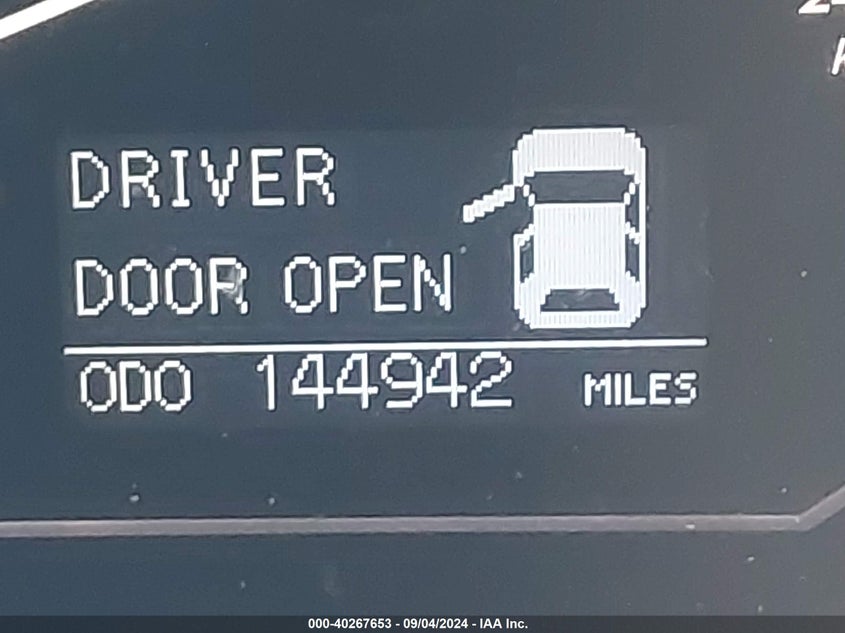 DRIVER
DOOR OPEN
ODO 144942 MILES
000-40267653 - 09/04/2024 - IAA Inc.